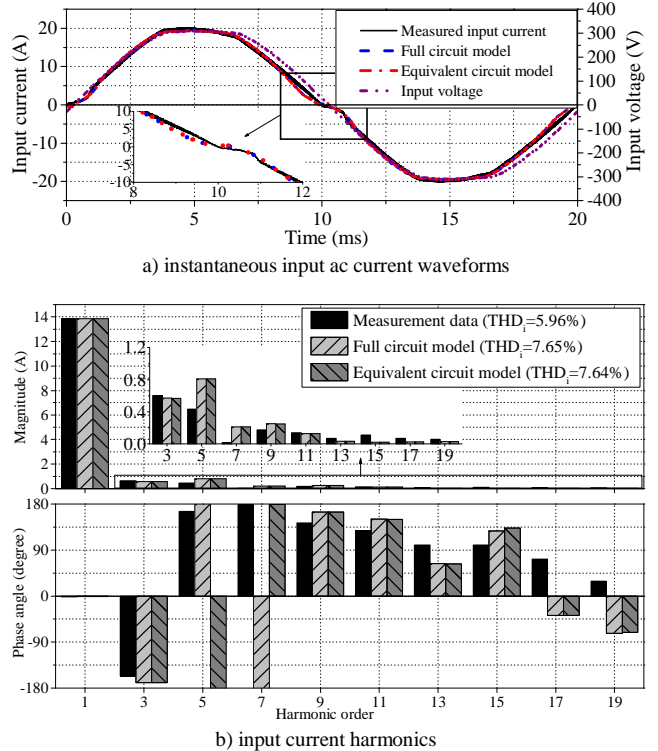 Input current (A)
20
10
0
-10
-20
Measured input current
Full circuit model
Equivalent circuit model
Input voltage
400
300
200
100
0
-100
-200
-300
-400
Input voltage (V)
10
5
0
-5
-10
8
10
12
0
5
10
15
20
Time (ms)
a) instantaneous input ac current waveforms
Magnitude (A)
14
12
10
8
6
4
2
0
Measurement data (THDi=5.96%)
Full circuit model (THDi=7.65%)
Equivalent circuit model (THDi=7.64%)
1.2
0.8
0.4
0.0
3 5 7 9 11 13 15 17 19
Phase angle (degree)
180
90
0
-90
-180
1 3 5 7 9 11 13 15 17 19
Harmonic order
b) input current harmonics